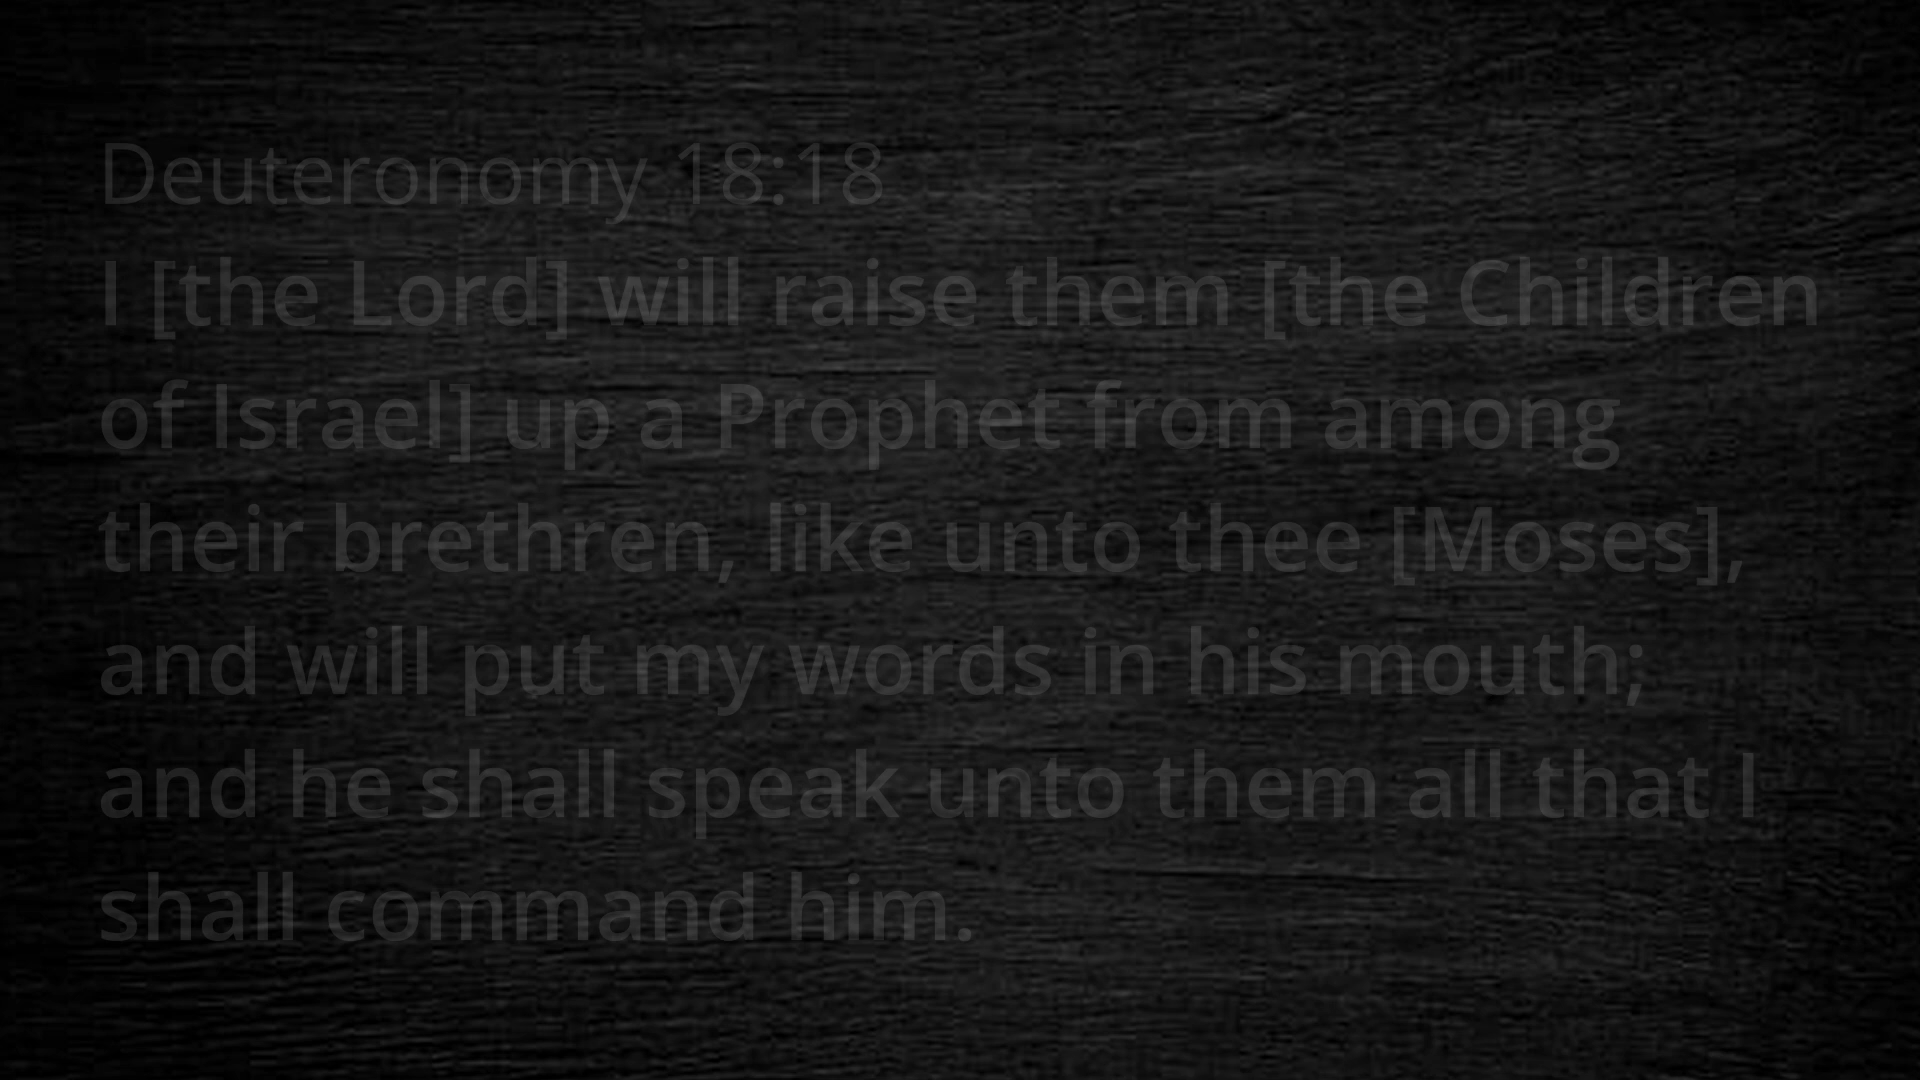 Deuteronomy 18:18
I [the Lord] will raise them [the Children
of Israel] up a Prophet from among
their brethren, like unto thee [Moses],
and will put my words in his mouth;
and he shall speak unto them all that I
shall command him.